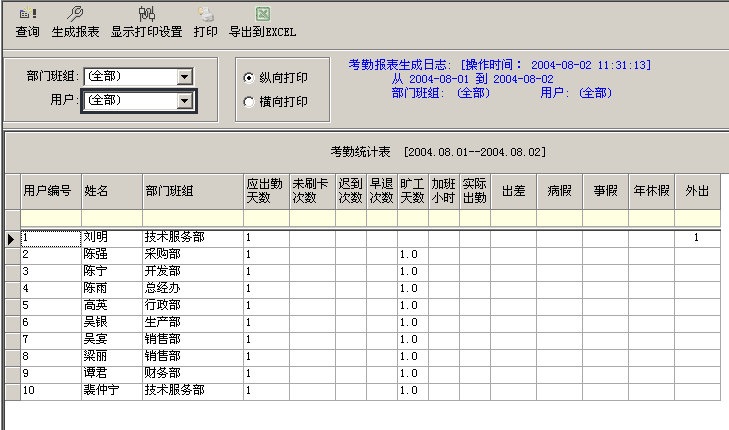 查询 生成报表 显示打印设置 打印 导出到EXCEL
部门班组: (全部) 纵向打印
用户: (全部) 横向打印
考勤报表生成日志: [操作时间: 2004-08-02 11:31:13]
从 2004-08-01 到 2004-08-02
部门班组: (全部) 用户: (全部)
考勤统计表 [2004.08.01--2004.08.02]
用户编号 姓名 部门班组 应出勤天数 未刷卡次数 迟到次数 早退次数 旷工天数 加班小时 实际出勤 出差 病假 事假 年休假 外出
1 刘明 技术服务部 1 1
2 陈强 采购部 1 1.0
3 陈宁 开发部 1 1.0
4 陈雨 总经办 1 1.0
5 高英 行政部 1 1.0
6 吴银 生产部 1 1.0
7 吴宴 销售部 1 1.0
8 梁丽 销售部 1 1.0
9 谭君 财务部 1 1.0
10 裴仲宁 技术服务部 1 1.0